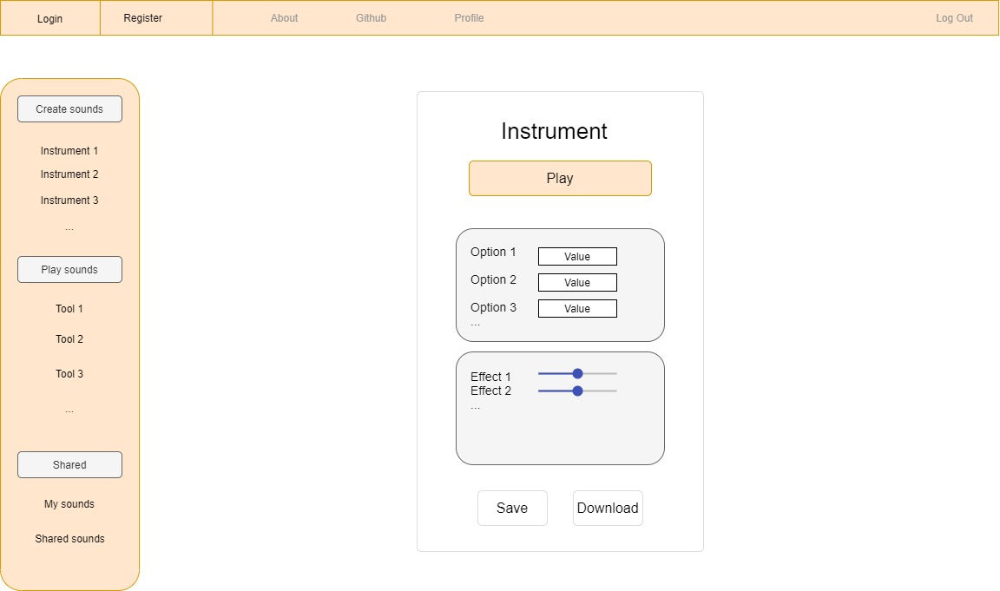 Login
Register
About
Github
Profile
Log Out
Create sounds
Instrument 1
Instrument 2
Instrument 3
...
Play sounds
Tool 1
Tool 2
Tool 3
...
Shared
My sounds
Shared sounds
Instrument
Play
Option 1 Value
Option 2 Value
Option 3 Value
...
Effect 1
Effect 2
...
Save
Download